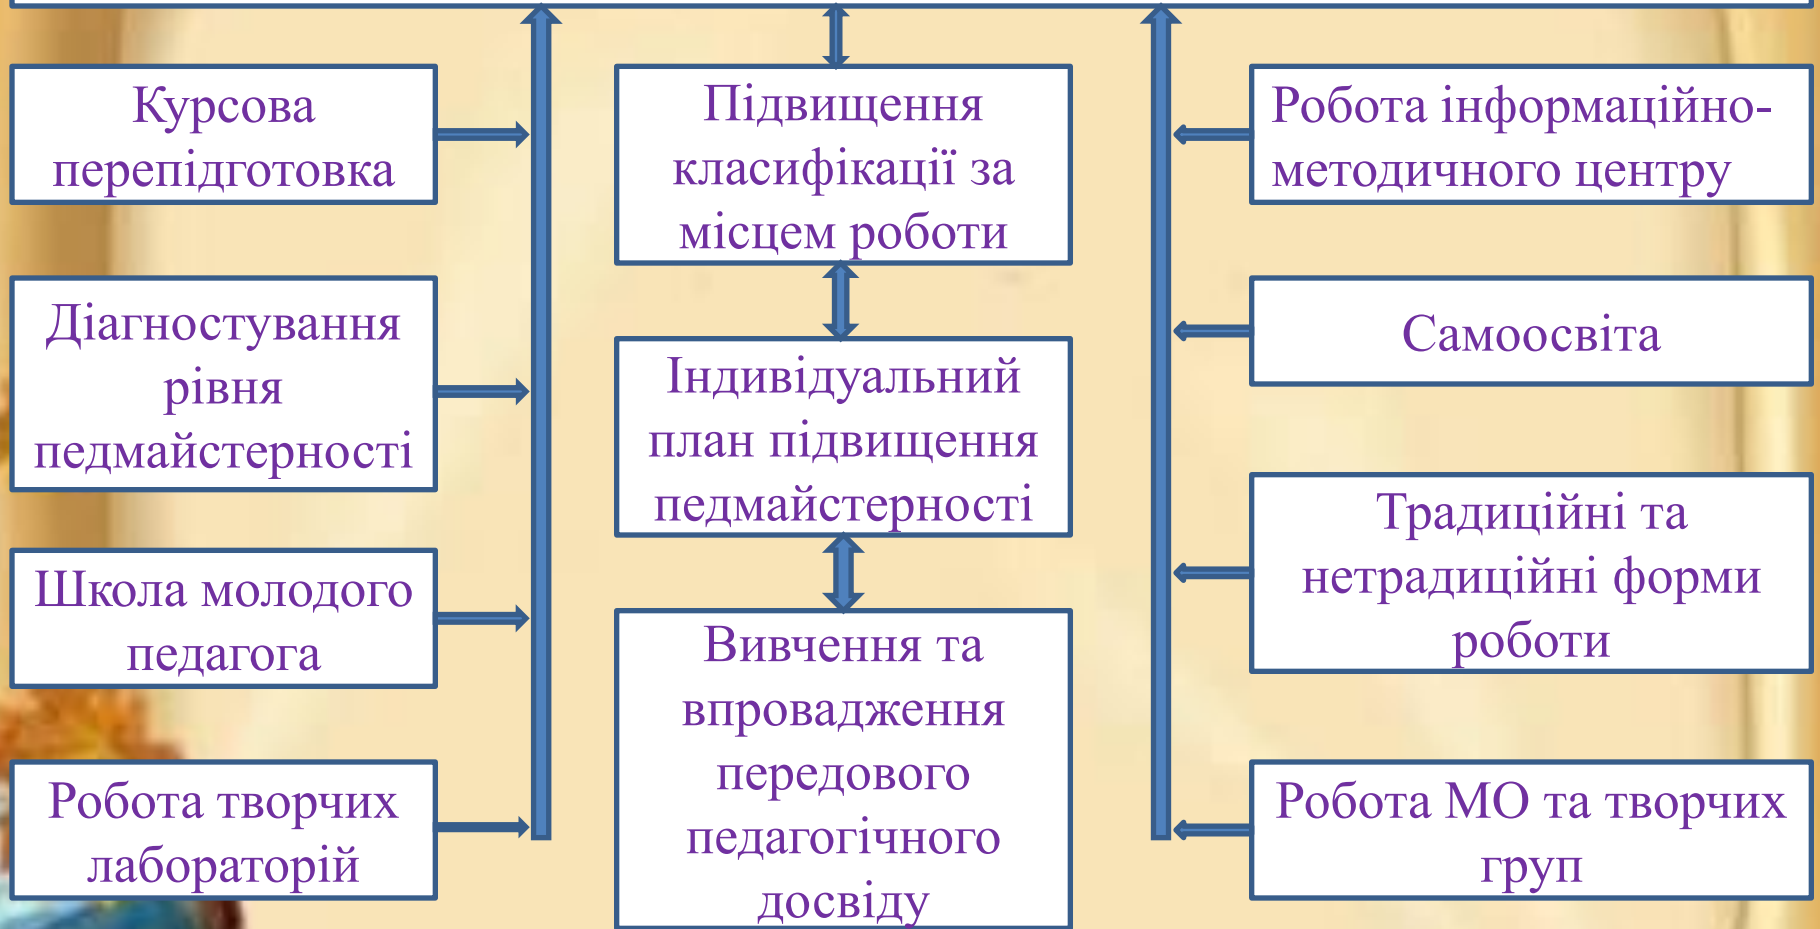 Курсова
перепідготовка
Діагностування
рівня
педмайстерності
Школа молодого
педагога
Робота творчих
лабораторій
Підвищення
класифікації за
місцем роботи
Індивідуальний
план підвищення
педмайстерності
Вивчення та
впровадження
передового
педагогічного
досвіду
Робота інформаційно-
методичного центру
Самоосвіта
Традиційні та
нетрадиційні форми
роботи
Робота МО та творчих
груп